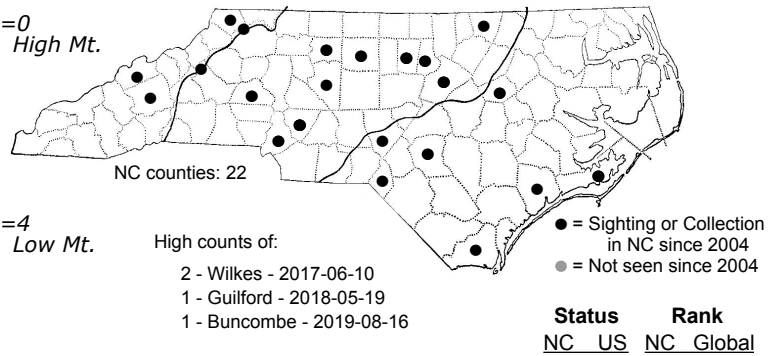 =0
High Mt.
NC counties: 22
=4
Low Mt.
High counts of:
2 - Wilkes - 2017-06-10
1 - Guilford - 2018-05-19
1 - Buncombe - 2019-08-16
● = Sighting or Collection
in NC since 2004
● = Not seen since 2004
Status Rank
NC US NC Global